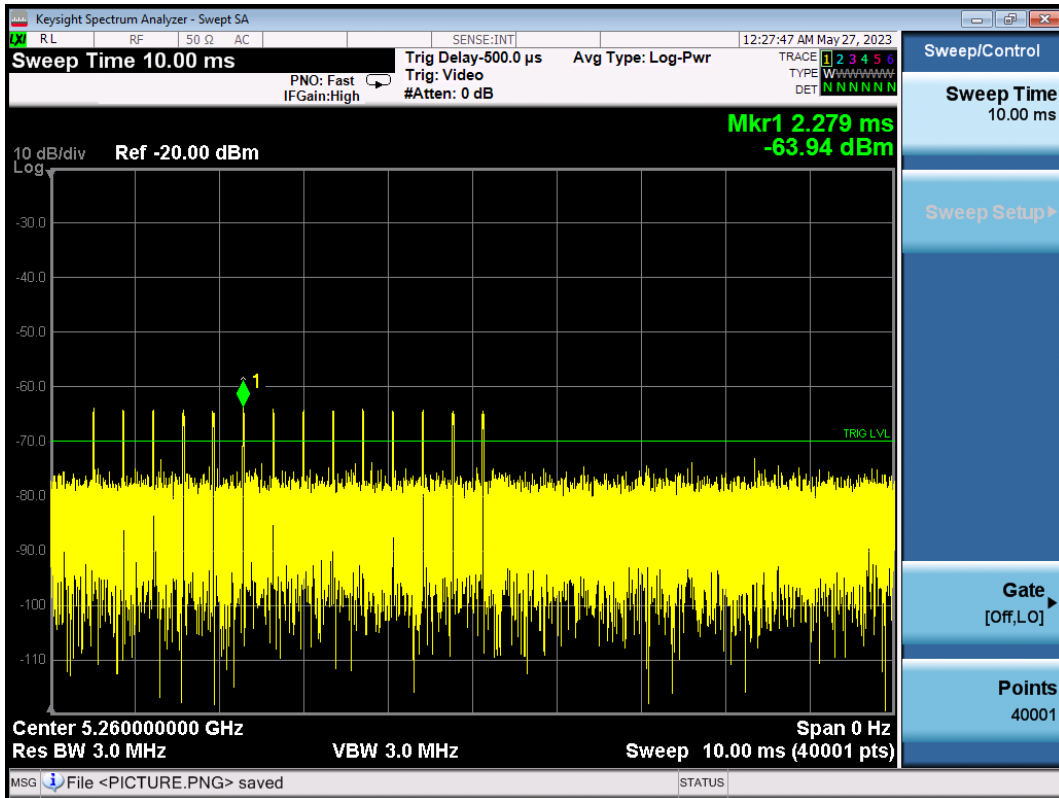 Keysight Spectrum Analyzer - Swept SA
LXI RL RF 50 Ω AC SENSE:INT 12:27:47 AM May 27, 2023
Sweep Time 10.00 ms
PNO: Fast
IFGain:High
Trig Delay-500.0 µs
Trig: Video
#Atten: 0 dB
Avg Type: Log-Pwr
TRACE 1 2 3 4 5 6
TYPE WWWWWW
DET N N N N N N
Mkr1 2.279 ms
-63.94 dBm
10 dB/div Ref -20.00 dBm
Log
-30.0
-40.0
-50.0
-60.0
-70.0
-80.0
-90.0
-100
-110
1
TRIG LVL
Center 5.260000000 GHz Span 0 Hz
Res BW 3.0 MHz VBW 3.0 MHz Sweep 10.00 ms (40001 pts)
MSG File <PICTURE.PNG> saved STATUS
Sweep/Control
Sweep Time
10.00 ms
Sweep Setup
Gate
[Off,LO]
Points
40001